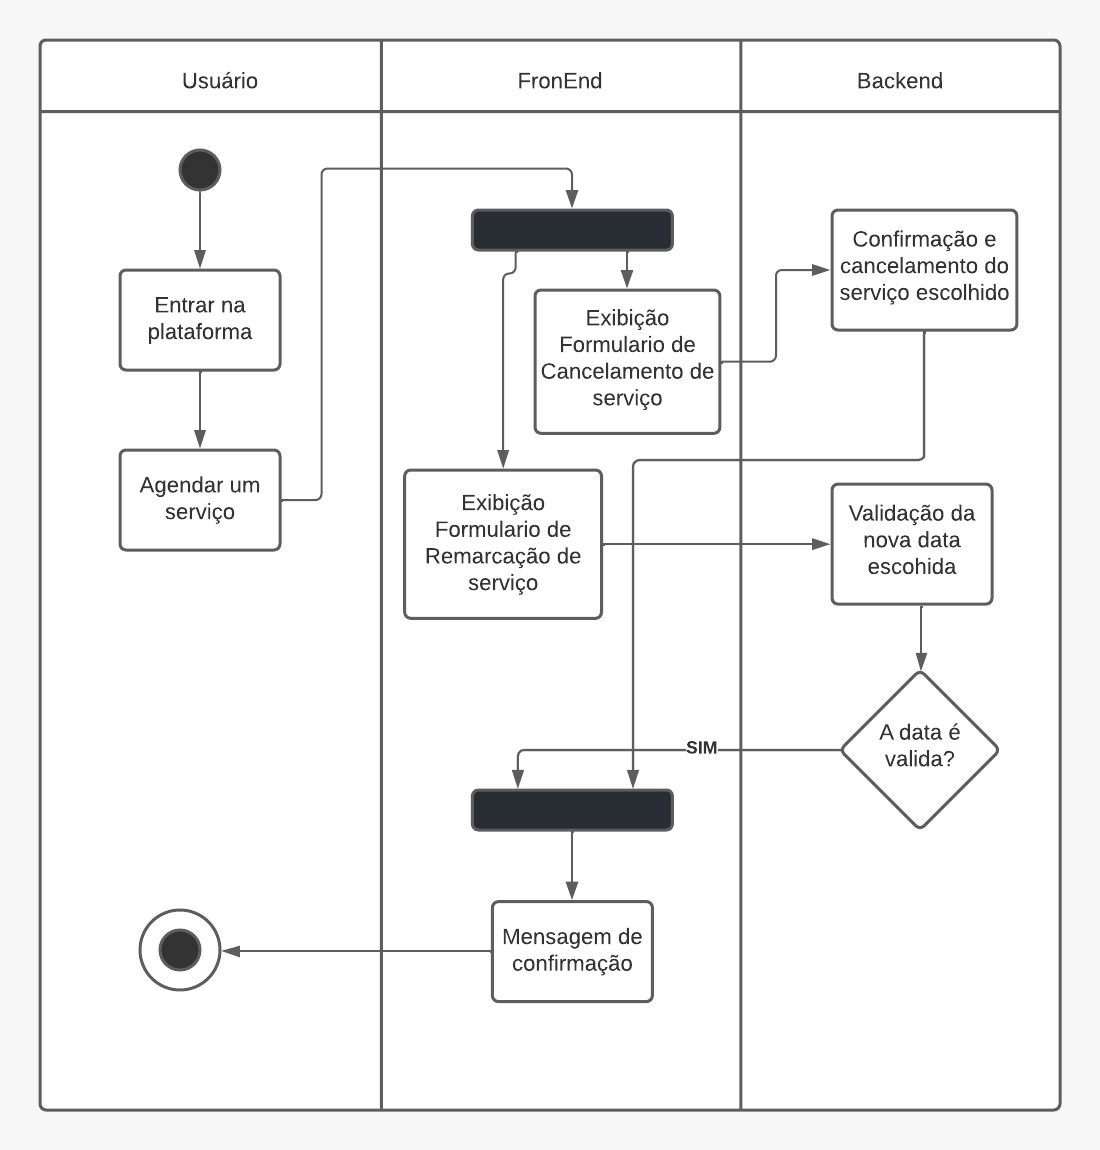 Usuário
FronEnd
Backend
Entrar na
plataforma
Agendar um
serviço
Exibição
Formulario de
Cancelamento de
serviço
Confirmação e
cancelamento do
serviço escolhido
Exibição
Formulario de
Remarcação de
serviço
Validação da
nova data
escohida
A data é
valida?
SIM
Mensagem de
confirmação